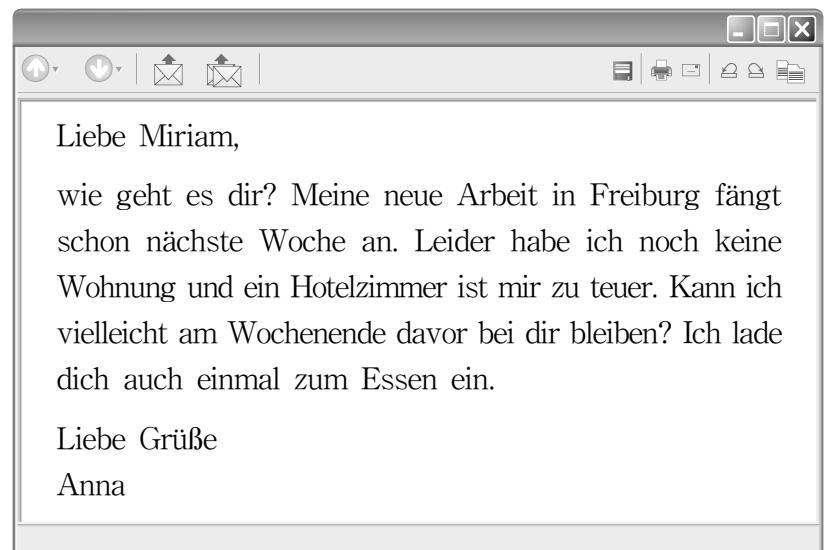 Liebe Miriam,
wie geht es dir? Meine neue Arbeit in Freiburg fängt
schon nächste Woche an. Leider habe ich noch keine
Wohnung und ein Hotelzimmer ist mir zu teuer. Kann ich
vielleicht am Wochenende davor bei dir bleiben? Ich lade
dich auch einmal zum Essen ein.
Liebe Grüße
Anna